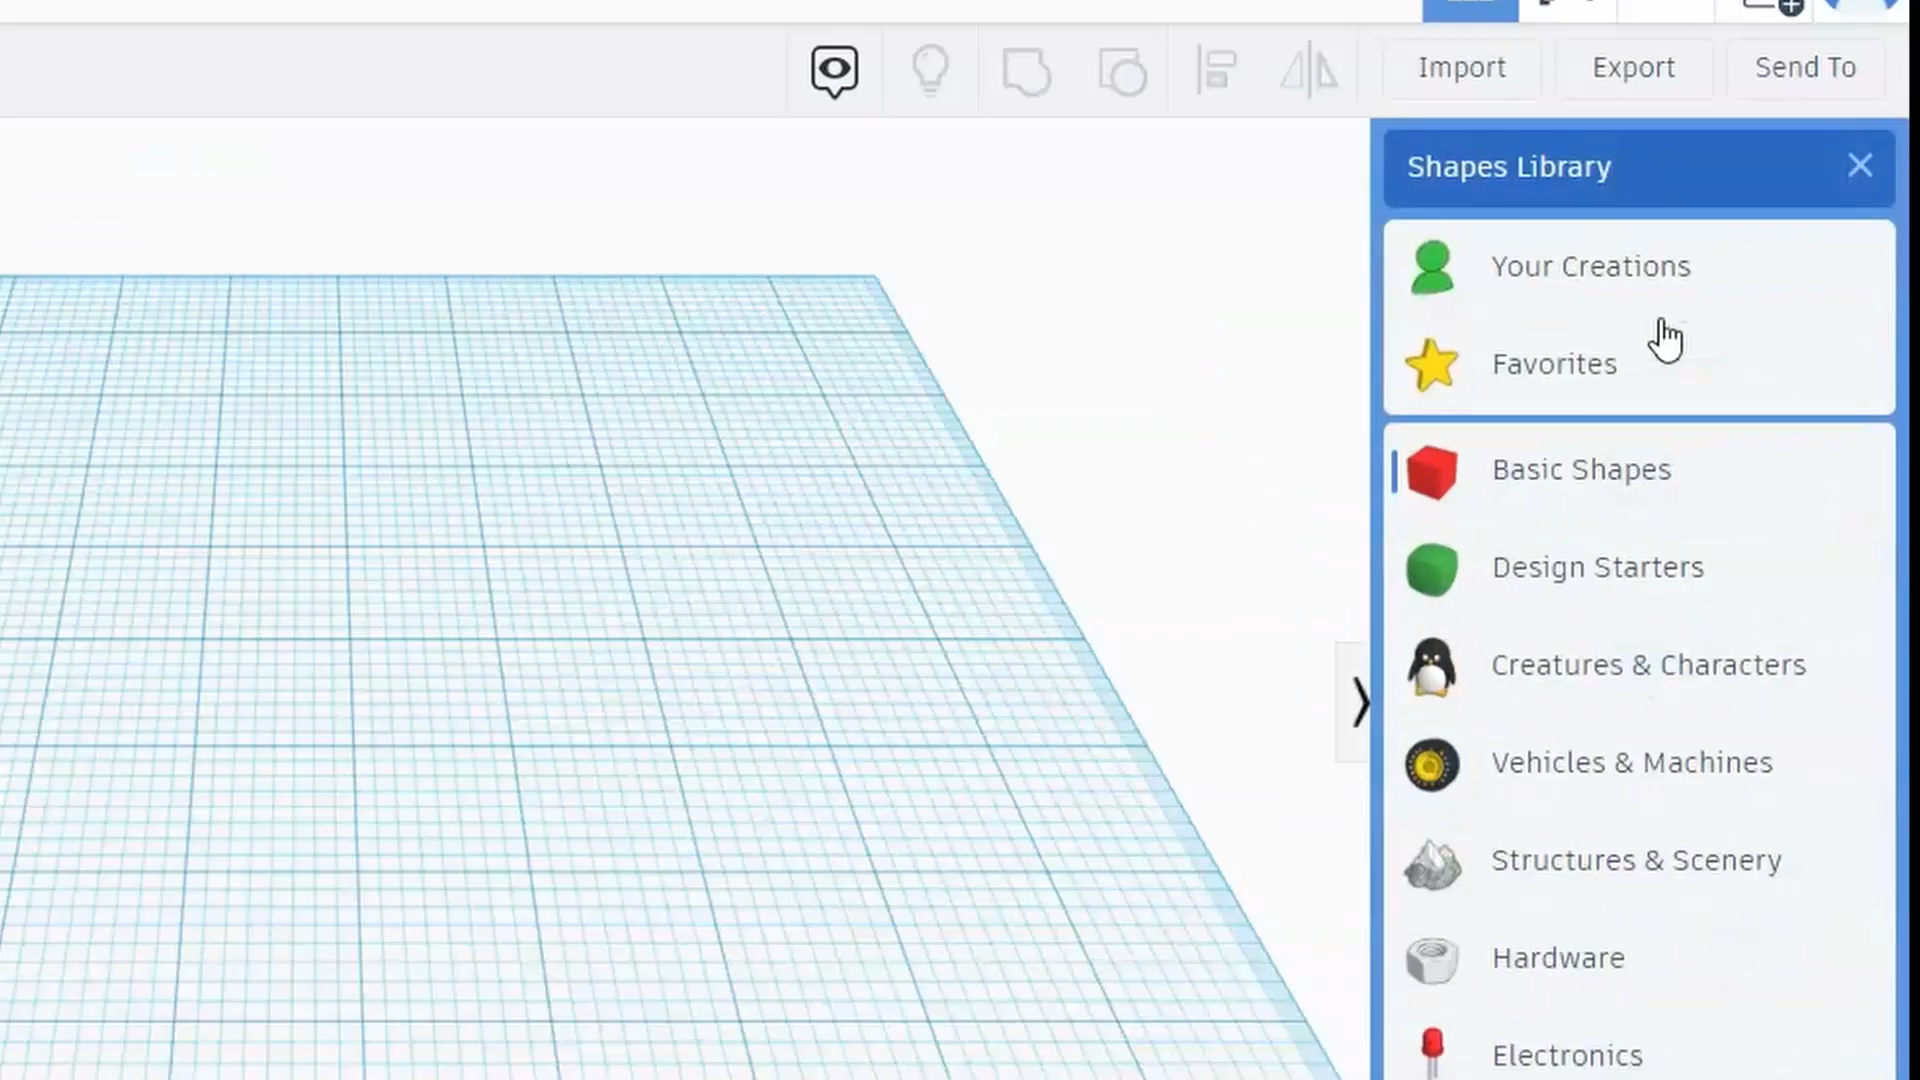 Import
Export
Send To
Shapes Library
Your Creations
Favorites
Basic Shapes
Design Starters
Creatures & Characters
Vehicles & Machines
Structures & Scenery
Hardware
Electronics